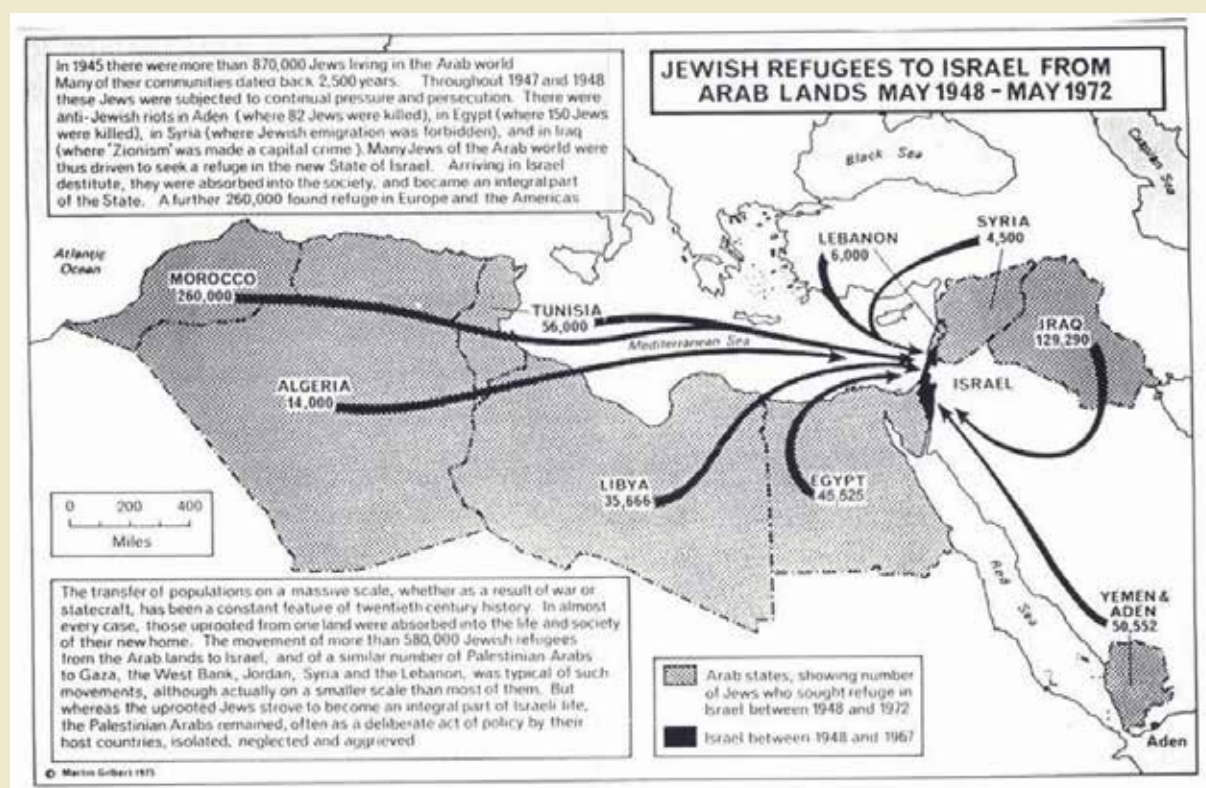 In 1945 there were more than 870,000 Jews living in the Arab world
Many of their communities dated back 2,500 years. Throughout 1947 and 1948
these Jews were subjected to continual pressure and persecution. There were
anti-Jewish riots in Aden (where 82 Jews were killed), in Egypt (where 150 Jews
were killed), in Syria (where Jewish emigration was forbidden), and in Iraq
(where 'Zionism' was made a capital crime). Many Jews of the Arab world were
thus driven to seek a refuge in the new State of Israel. Arriving in Israel
destitute, they were absorbed into the society, and became an integral part
of the State. A further 260,000 found refuge in Europe and the Americas
JEWISH REFUGEES TO ISRAEL FROM
ARAB LANDS MAY 1948 – MAY 1972
Caspian Sea
Black Sea
Atlantic
Ocean
SYRIA
4,500
LEBANON
6,000
MOROCCO
260,000
TUNISIA
56,000
IRAQ
129,290
Mediterranean Sea
ALGERIA
14,000
ISRAEL
LIBYA
35,666
EGYPT
45,525
0 200 400
Miles
Red Sea
YEMEN &
ADEN
50,552
Aden
The transfer of populations on a massive scale, whether as a result of war or
statecraft, has been a constant feature of twentieth century history. In almost
every case, those uprooted from one land were absorbed into the life and society
of their new home. The movement of more than 580,000 Jewish refugees
from the Arab lands to Israel, and of a similar number of Palestinian Arabs
to Gaza, the West Bank, Jordan, Syria and the Lebanon, was typical of such
movements, although actually on a smaller scale than most of them. But
whereas the uprooted Jews strove to become an integral part of Israeli life,
the Palestinian Arabs remained, often as a deliberate act of policy by their
host countries, isolated, neglected and aggrieved
Arab states, showing number
of Jews who sought refuge in
Israel between 1948 and 1972
Israel between 1948 and 1967
© Martin Gilbert 1975